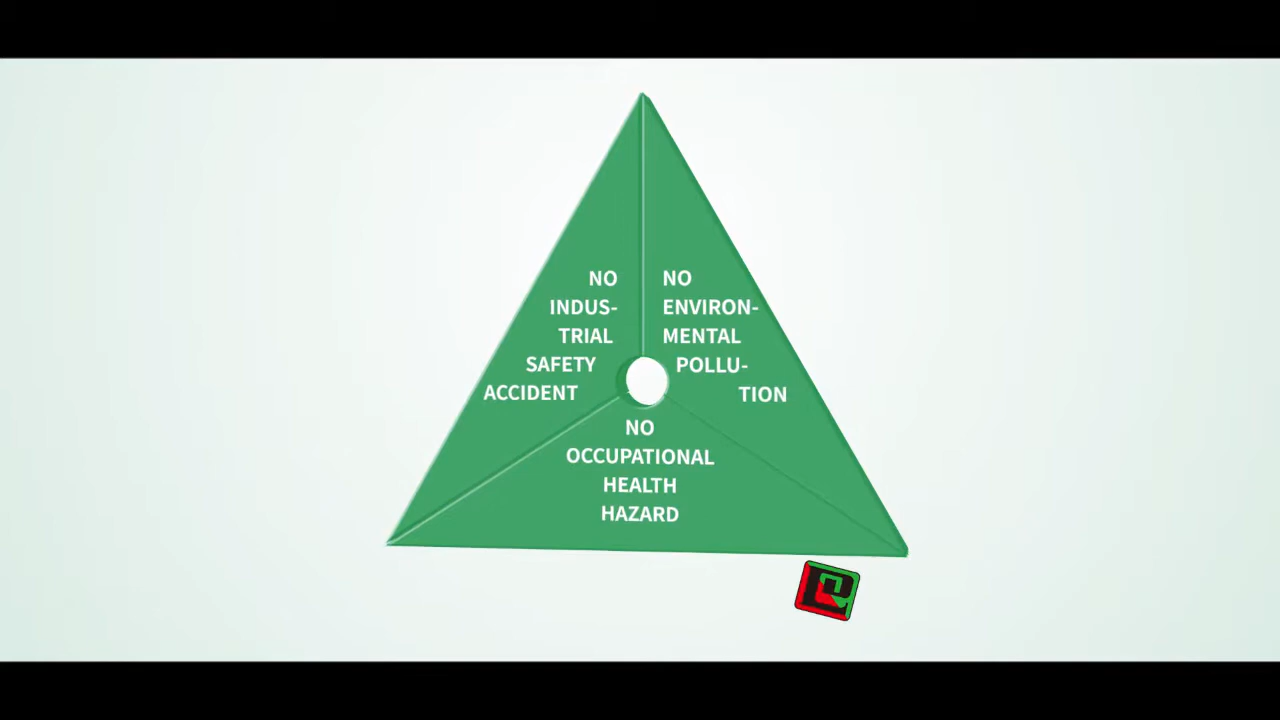 NO
INDUS-
TRIAL
SAFETY
ACCIDENT
NO
ENVIRON-
MENTAL
POLLU-
TION
NO
OCCUPATIONAL
HEALTH
HAZARD